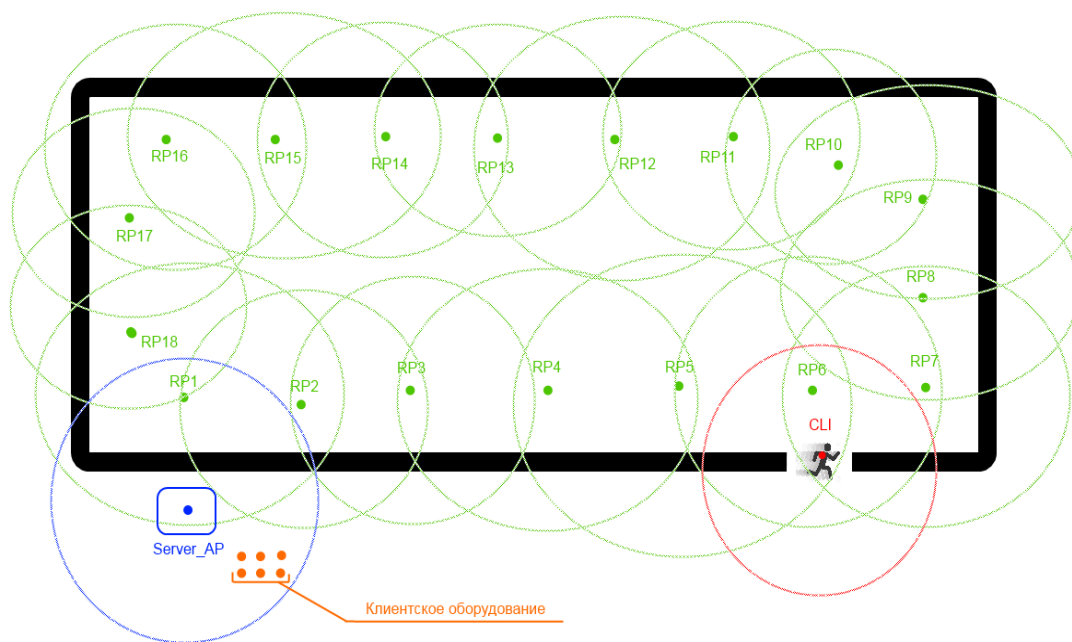 RP16
RP15
RP14
RP13
RP12
RP11
RP10
RP9
RP17
RP8
RP18
RP1
RP2
RP3
RP4
RP5
RP6
RP7
CLI
Server_AP
Клиентское оборудование